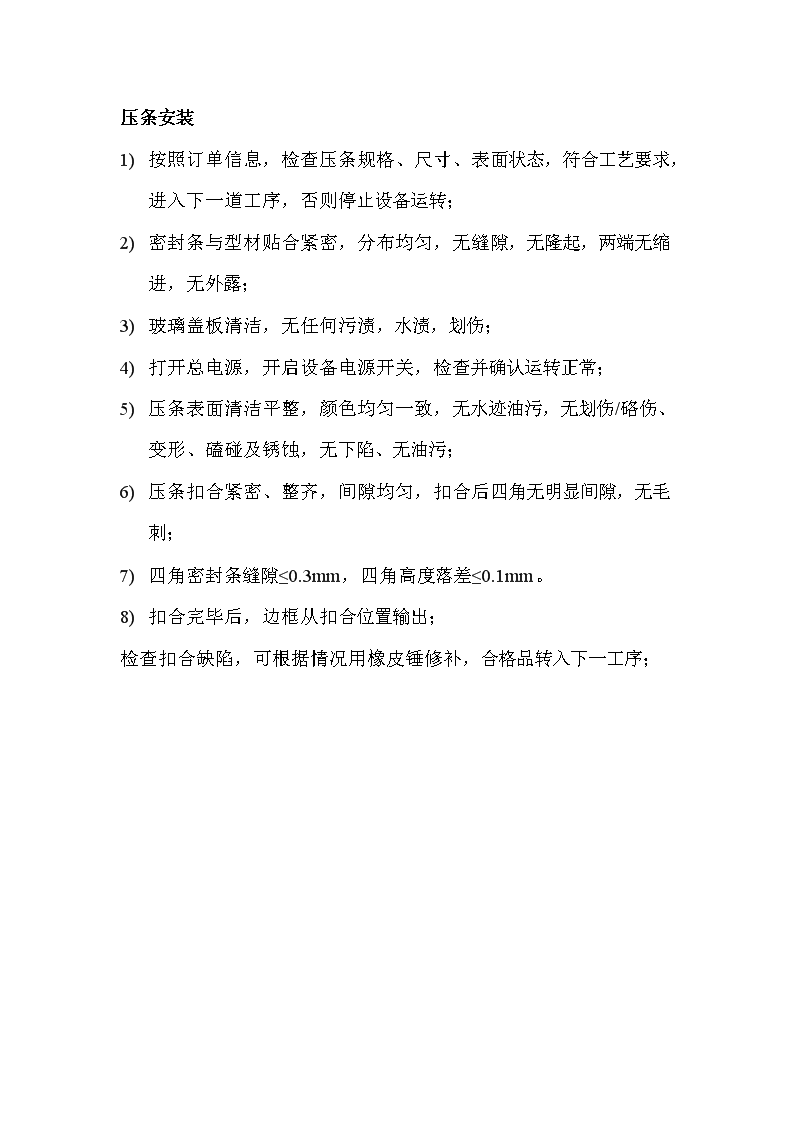 压条安装
1) 按照订单信息，检查压条规格、尺寸、表面状态，符合工艺要求，
进入下一道工序，否则停止设备运转；
2) 密封条与型材贴合紧密，分布均匀，无缝隙，无隆起，两端无缩
进，无外露；
3) 玻璃盖板清洁，无任何污渍，水渍，划伤；
4) 打开总电源，开启设备电源开关，检查并确认运转正常；
5) 压条表面清洁平整，颜色均匀一致，无水迹油污，无划伤/硌伤、
变形、磕碰及锈蚀，无下陷、无油污；
6) 压条扣合紧密、整齐，间隙均匀，扣合后四角无明显间隙，无毛
刺；
7) 四角密封条缝隙≤0.3mm，四角高度落差≤0.1mm。
8) 扣合完毕后，边框从扣合位置输出；
检查扣合缺陷，可根据情况用橡皮锤修补，合格品转入下一工序；